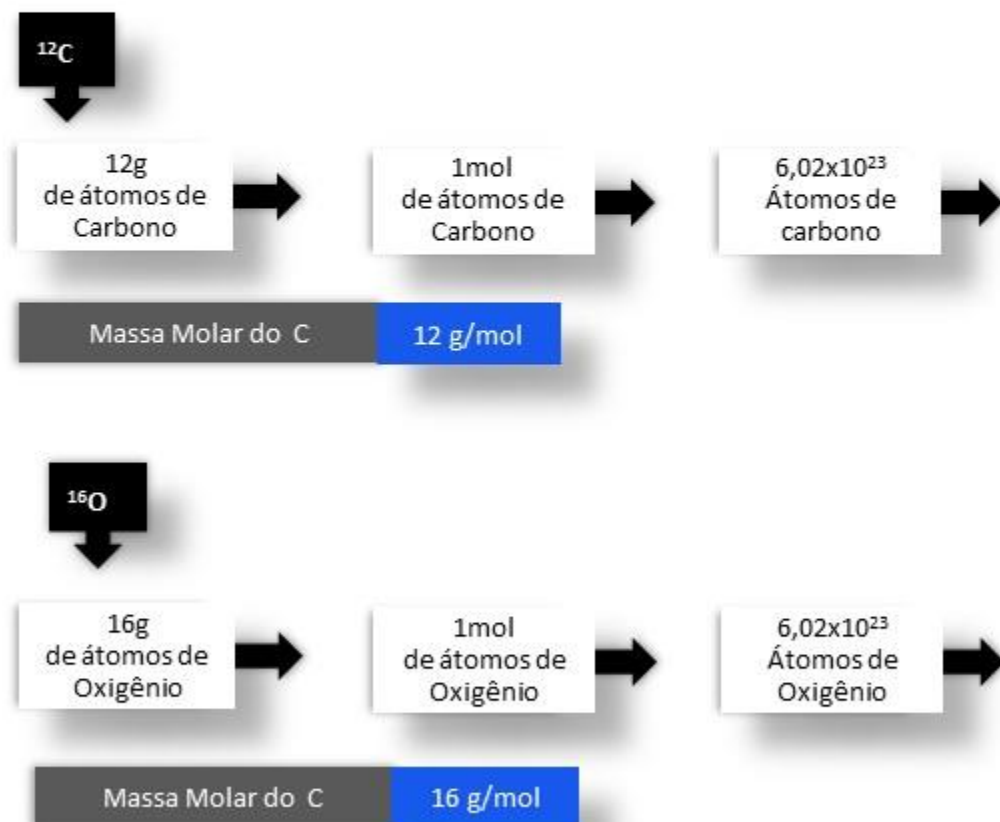 ¹²C
12g
de átomos de
Carbono
1mol
de átomos de
Carbono
6,02x10²³
Átomos de
carbono
Massa Molar do C
12 g/mol
¹⁶O
16g
de átomos de
Oxigênio
1mol
de átomos de
Oxigênio
6,02x10²³
Átomos de
Oxigênio
Massa Molar do C
16 g/mol